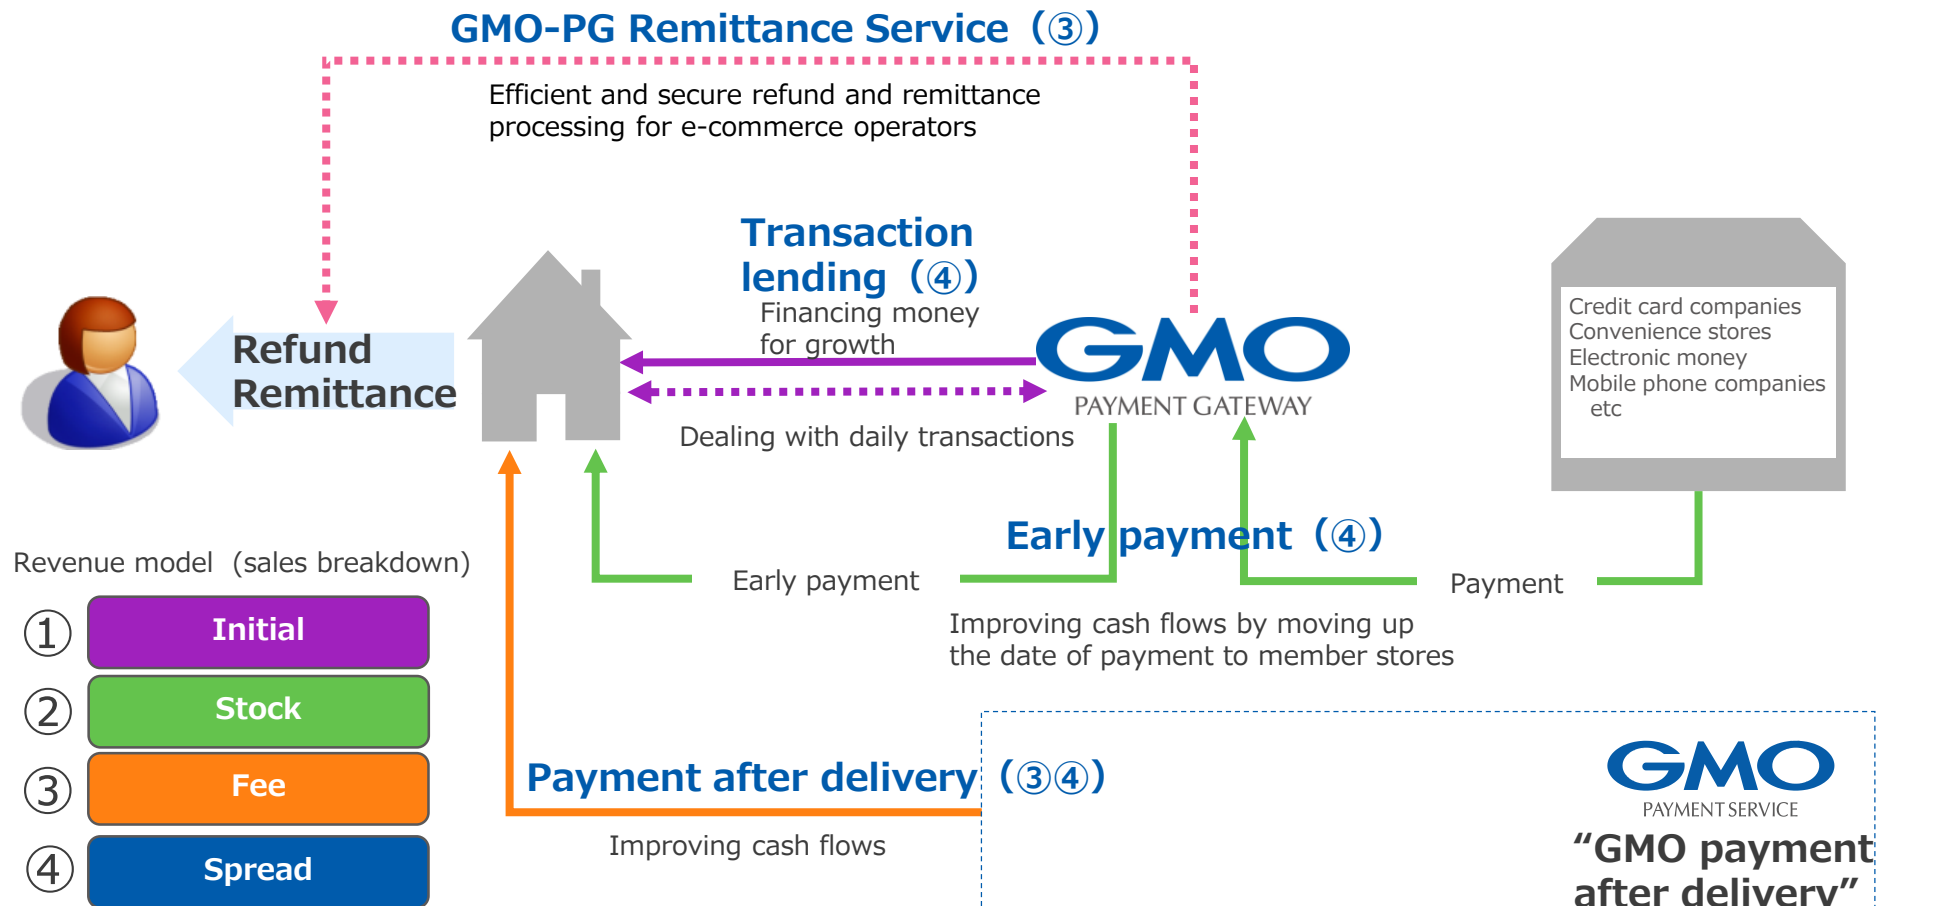 GMO-PG Remittance Service（③）
Efficient and secure refund and remittance
processing for e-commerce operators
Transaction
lending（④）
Financing money
for growth
Refund
Remittance
GMO
PAYMENT GATEWAY
Dealing with daily transactions
Credit card companies
Convenience stores
Electronic money
Mobile phone companies
etc
Early payment（④）
Early payment
Payment
Improving cash flows by moving up
the date of payment to member stores
Revenue model (sales breakdown)
① Initial
② Stock
③ Fee
④ Spread
Payment after delivery（③④）
Improving cash flows
GMO
PAYMENT SERVICE
“GMO payment
after delivery”